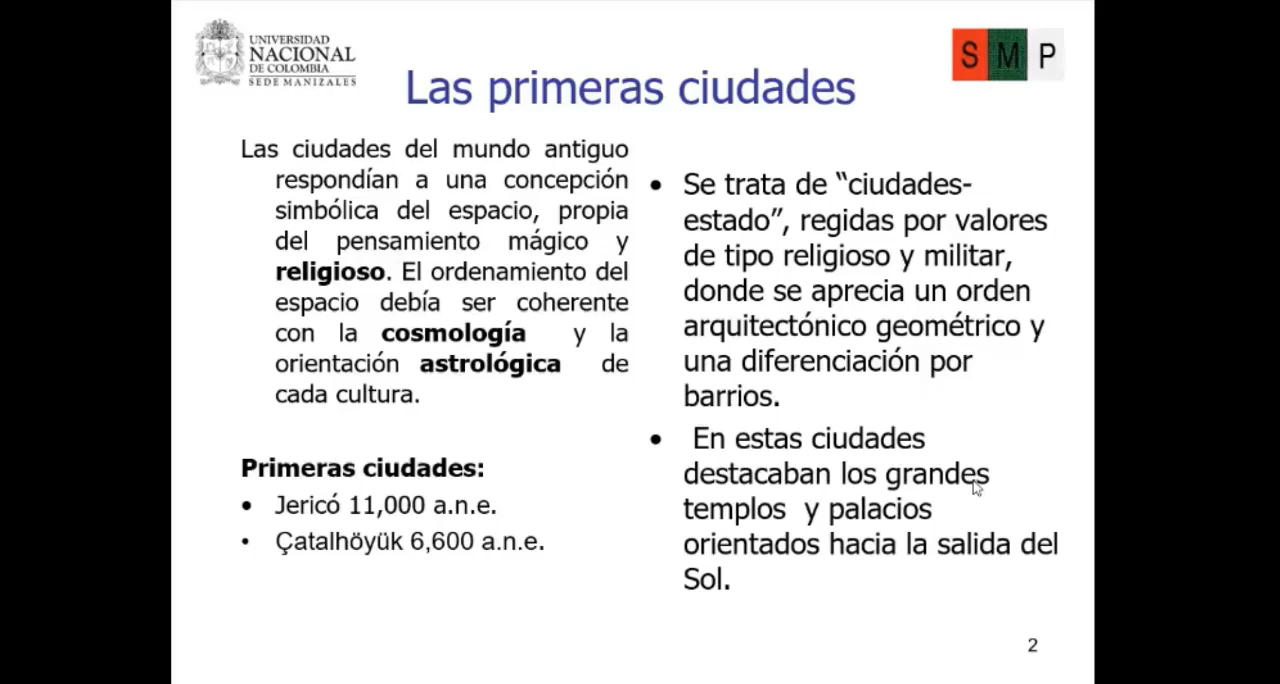 UNIVERSIDAD
NACIONAL
DE COLOMBIA
SEDE MANIZALES
S M P
Las primeras ciudades
Las ciudades del mundo antiguo
respondían a una concepción
simbólica del espacio, propia
del pensamiento mágico y
religioso. El ordenamiento del
espacio debía ser coherente
con la cosmología y la
orientación astrológica de
cada cultura.
Primeras ciudades:
• Jericó 11,000 a.n.e.
• Çatalhöyük 6,600 a.n.e.
• Se trata de “ciudades-
estado”, regidas por valores
de tipo religioso y militar,
donde se aprecia un orden
arquitectónico geométrico y
una diferenciación por
barrios.
• En estas ciudades
destacaban los grandes
templos y palacios
orientados hacia la salida del
Sol.
2